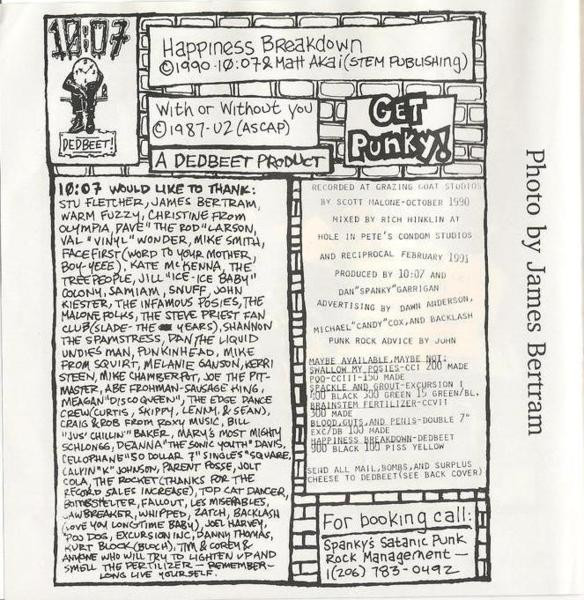 10:07
DEDBEET!
Happiness Breakdown
©1990-10:07 & Matt Akai (STEM PUBLISHING)
With or Without you
©1987-U2 (ASCAP)
GET
PUNKY!
A DEDBEET PRODUCT
10:07 WOULD LIKE TO THANK:
STU FLETCHER, JAMES BERTRAM,
WARM FUZZY, CHRISTINE FROM
OLYMPIA, DAVE "THE ROD" LARSON,
VAL "VINYL" WONDER, MIKE SMITH,
FACE FIRST (WORD TO YOUR MOTHER,
BOY-YEEE), KATE McKENNA, THE
TREE PEOPLE, JILL "ICE-ICE BABY"
COLONY, SAMIAM, SNUFF, JOHN
KIESTER, THE INFAMOUS POSIES, THE
MALONE FOLKS, THE STEVE PRIEST FAN
CLUB (SLADE-THE YEARS), SHANNON
THE SPAMSTRESS, DAN THE LIQUID
UNDIES MAN, PUNKINHEAD, MIKE
FROM SQUIRT, MELANIE GANSON, KERRI
STEEN, MIKE CHAMBERPOT, JOE THE PIT-
MASTER, ABE FROHMAN-SAUSAGE KING,
MEAGAN "DISCO QUEEN", THE EDGE DANCE
CREW (CURTIS, SKIPPY, LENNY, & SEAN),
CRAIG & ROB FROM ROXY MUSIC, BILL
"JUS' CHILLIN'" BAKER, MARY'S MOST MIGHTY
SCHLONGG, DEANNA "THE SONIC YOUTH" DAVIS,
CELLOPHANE "50 DOLLAR 7" SINGLES" SQUARE,
CALVIN "K" JOHNSON, PARENT POSSE, JOLT
COLA, THE ROCKET (THANKS FOR THE
RECORD SALES INCREASE), TOP CAT DANCER,
BOMBSHELTER, FALLOUT, LES MISERABLES,
JAWBREAKER, WHIPPED, ZATCH, BACKLASH
(LOVE YOU LONGTIME BABY), JOEL HARVEY,
POO DOG, EXCURSION INC, DANNY THOMAS,
KURT BLOCK (BLOCH), TIM & COREY &
ANYONE WHO WILL TRY TO LIGHTEN UP AND
SMELL THE FERTILIZER - REMEMBER-
LONG LIVE YOURSELF.
RECORDED AT GRAZING GOAT STUDIOS
BY SCOTT MALONE-OCTOBER 1990
MIXED BY RICH HINKLIN AT
HOLE IN PETE'S CONDOM STUDIOS
AND RECIPROCAL FEBRUARY 1991
PRODUCED BY 10:07 AND
DAN"SPANKY"GARRIGAN
ADVERTISING BY DAWN ANDERSON,
MICHAEL"CANDY"COX,AND BACKLASH
PUNK ROCK ADVICE BY JOHN
MAYBE AVAILABLE,MAYBE NOT:
SWALLOW MY POSIES-CCI 200 MADE
POO-CCIII-150 MADE
SPACKLE AND GROUT-EXCURSION 1
400 BLACK 300 GREEN 15 GREEN/BL.
BRAINSTEM FERTILIZER-CCVII
300 MADE
BLOOD,GUTS,AND PENIS-DOUBLE 7"
EXC/DB 100 MADE
HAPPINESS BREAKDOWN-DEDBEET
900 BLACK 100 PISS YELLOW
SEND ALL MAIL,BOMBS,AND SURPLUS
CHEESE TO DEDBEET(SEE BACK COVER)
For booking call:
Spanky's Satanic Punk
Rock Management —
1(206) 783-0492
Photo by James Bertram